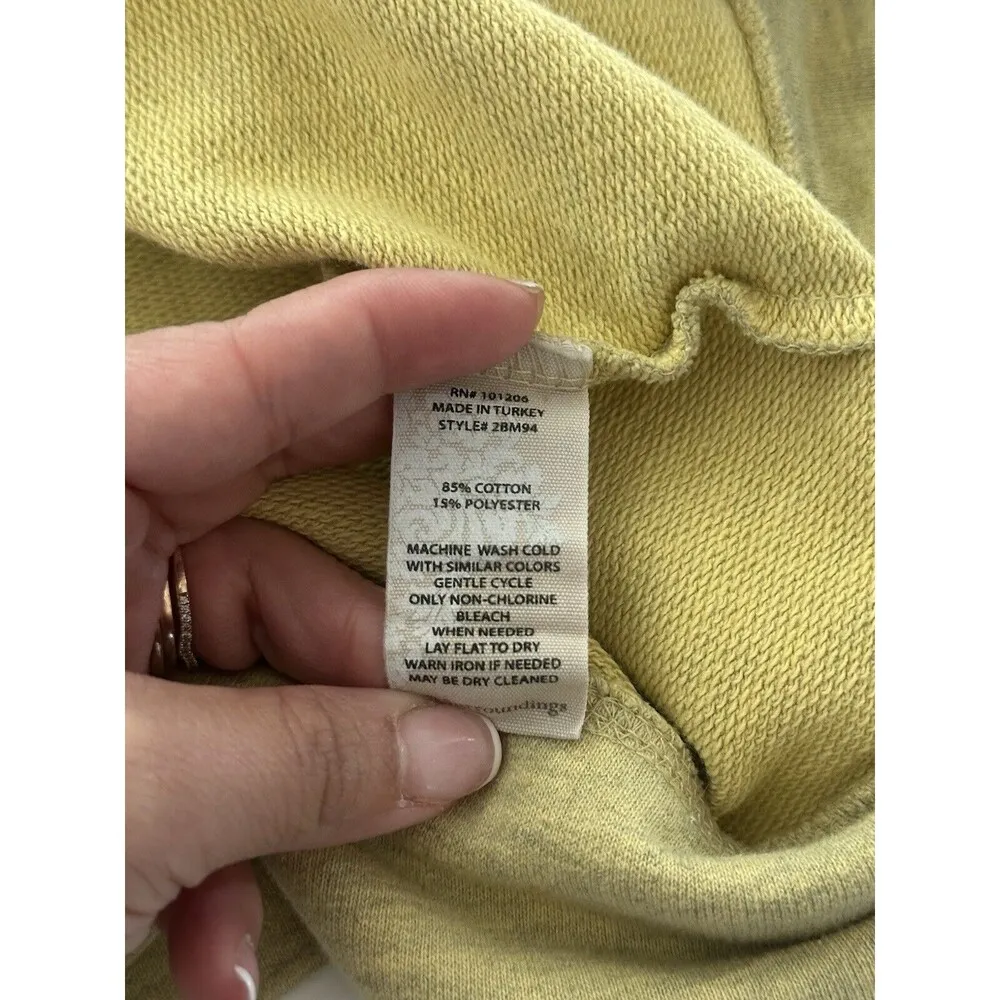 RN# 101206
MADE IN TURKEY
STYLE# 2BM94
85% COTTON
15% POLYESTER
MACHINE WASH COLD
WITH SIMILAR COLORS
GENTLE CYCLE
ONLY NON-CHLORINE
BLEACH
WHEN NEEDED
LAY FLAT TO DRY
WARN IRON IF NEEDED
MAY BE DRY CLEANED